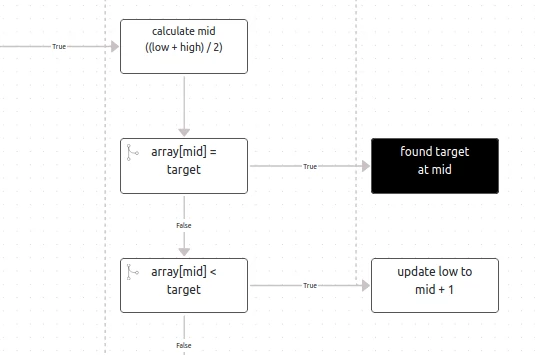 calculate mid
((low + high) / 2)
True
array[mid] =
target
True
found target
at mid
False
array[mid] <
target
True
update low to
mid + 1
False